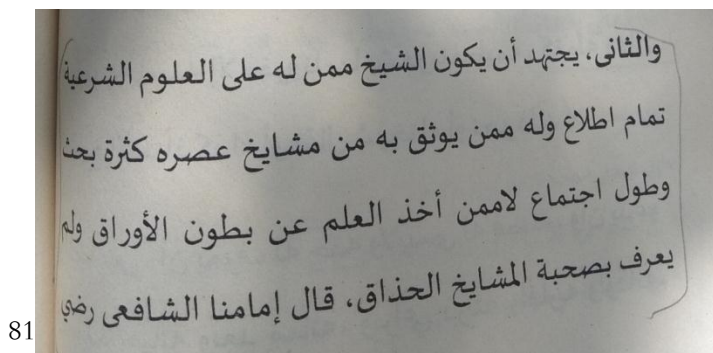 والثانى، يجتهد أن يكون الشيخ ممن له على العلوم الشرعية
تمام اطلاع وله ممن يوثق به من مشايخ عصره كثرة بحث
وطول اجتماع لاممن أخذ العلم عن بطون الأوراق ولم
يعرف بصحبة المشايخ الحذاق، قال إمامنا الشافعى رضي
81